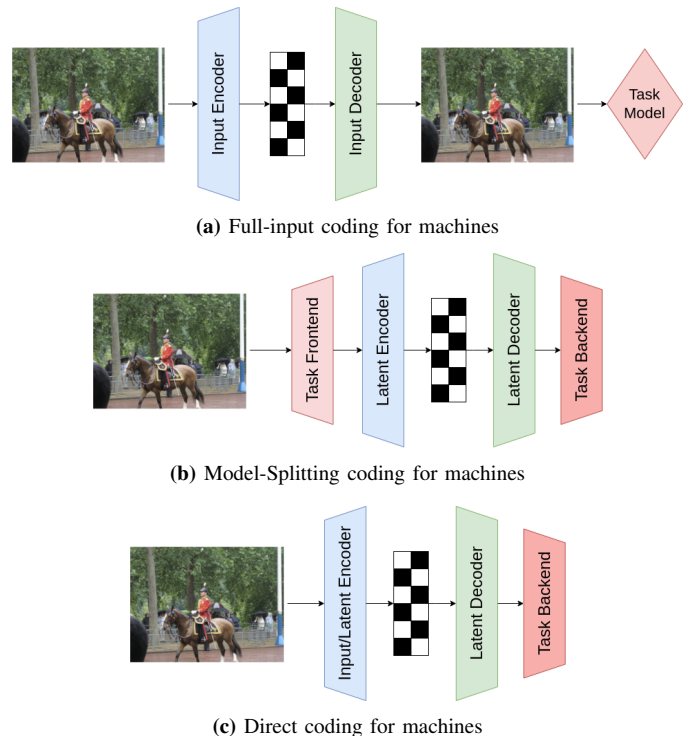 Input Encoder
Input Decoder
Task
Model
(a) Full-input coding for machines
Task Frontend
Latent Encoder
Latent Decoder
Task Backend
(b) Model-Splitting coding for machines
Input/Latent Encoder
Latent Decoder
Task Backend
(c) Direct coding for machines